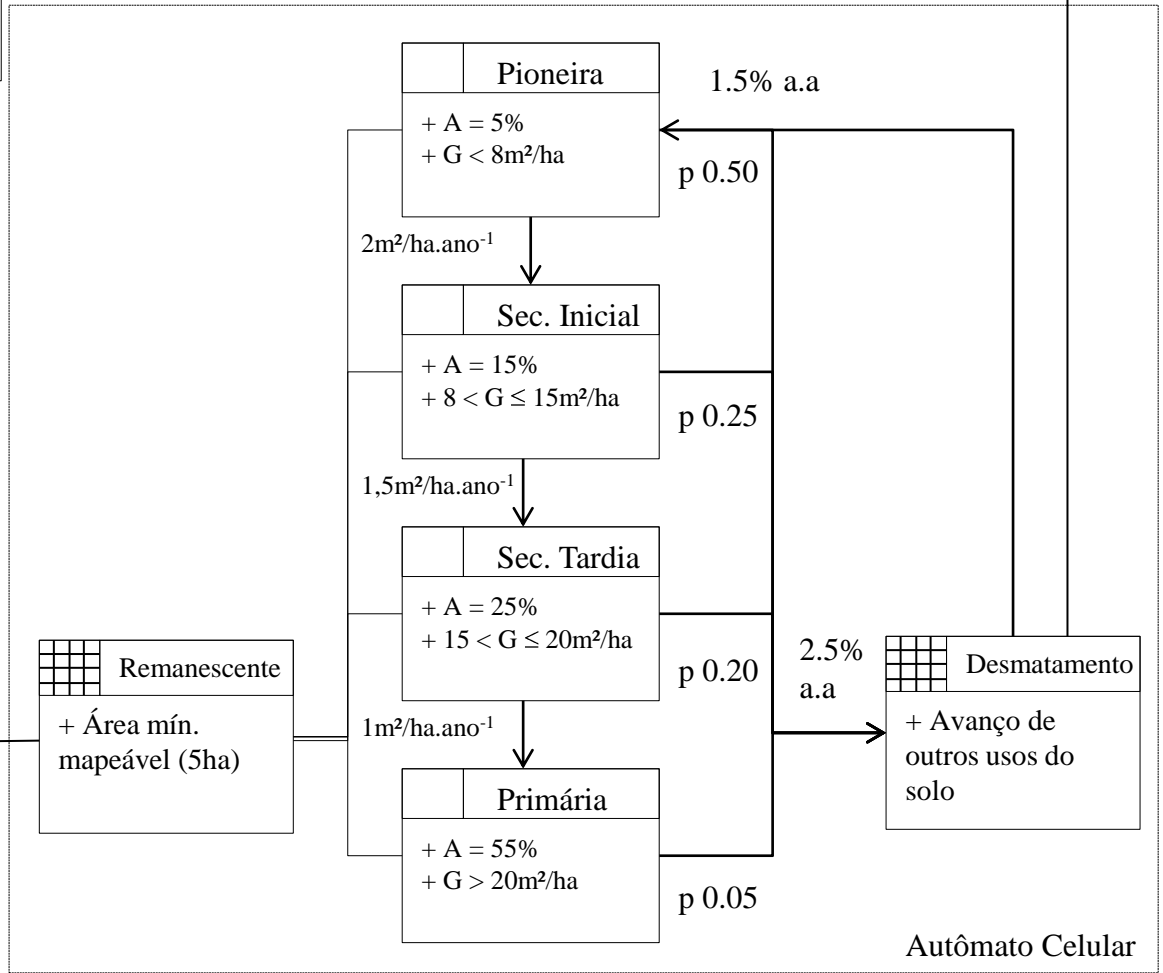 Pioneira
+ A = 5%
+ G < 8m²/ha
1.5% a.a
p 0.50
2m²/ha.ano⁻¹
Sec. Inicial
+ A = 15%
+ 8 < G ≤ 15m²/ha
p 0.25
1,5m²/ha.ano⁻¹
Sec. Tardia
+ A = 25%
+ 15 < G ≤ 20m²/ha
p 0.20
2.5%
a.a
1m²/ha.ano⁻¹
Remanescente
+ Área mín.
mapeável (5ha)
Desmatamento
+ Avanço de
outros usos do
solo
Primária
+ A = 55%
+ G > 20m²/ha
p 0.05
Autômato Celular